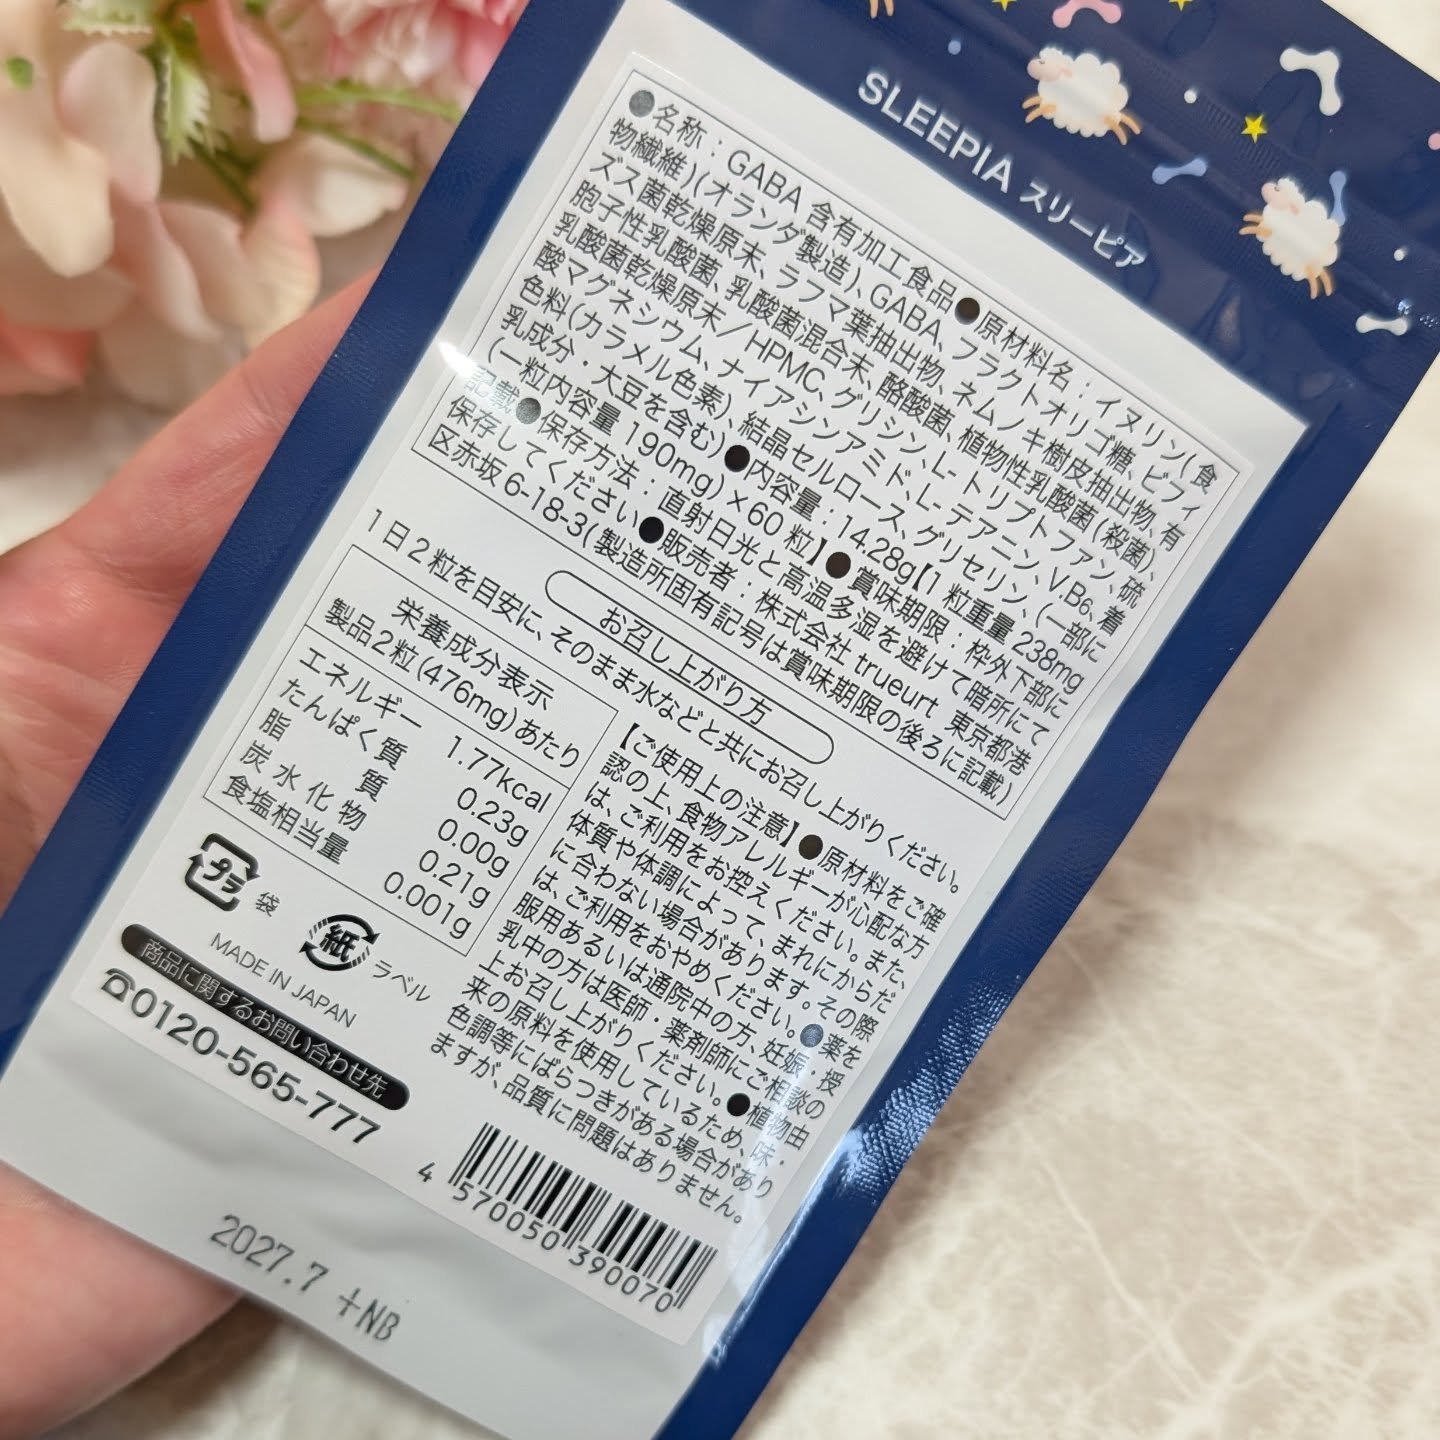 SLEEPIA スリーピア
●名称：GABA 含有加工食品●原材料名：イヌリン(食
物繊維)(オランダ製造)、GABA、フラクトオリゴ糖、ビフィ
ズス菌乾燥原末、ラフマ葉抽出物、ネムノキ樹皮抽出物、有
胞子性乳酸菌、乳酸菌混合末、酪酸菌、植物性乳酸菌(殺菌)、
乳酸菌乾燥原末／HPMC、グリシン、L-トリプトファン、硫
酸マグネシウム、ナイアシンアミド、L-テアニン、V.B₆、着
色料(カラメル色素)、結晶セルロース、グリセリン、(一部に
乳成分・大豆を含む)●内容量：14.28g【1 粒重量 238mg
(一粒内容量 190mg)×60 粒】●賞味期限：枠外下部に
記載●保存方法：直射日光と高温多湿を避けて暗所にて
保存してください●販売者：株式会社 trueurt 東京都港
区赤坂 6-18-3(製造所固有記号は賞味期限の後ろに記載)
お召し上がり方
1日2粒を目安に、そのまま水などと共にお召し上がりください。
栄養成分表示
製品2粒(476mg)あたり
エネルギー 1.77kcal
たんぱく質 0.23g
脂質 0.00g
炭水化物 0.21g
食塩相当量 0.001g
【ご使用上の注意】●原材料をご確
認の上、食物アレルギーが心配な方
は、ご利用をお控えください。また、
体質や体調によって、まれにからだ
に合わない場合があります。その際
は、ご利用をおやめください。●薬を
服用あるいは通院中の方、妊娠・授
乳中の方は医師・薬剤師にご相談の
上お召し上がりください。●植物由
来の原料を使用しているため、味・
色調等にばらつきがある場合があり
ますが、品質に問題はありません。
プラ
袋
紙
ラベル
MADE IN JAPAN
商品に関するお問い合わせ先
☎0120-565-777
4 570050 390070
2027.7 +NB